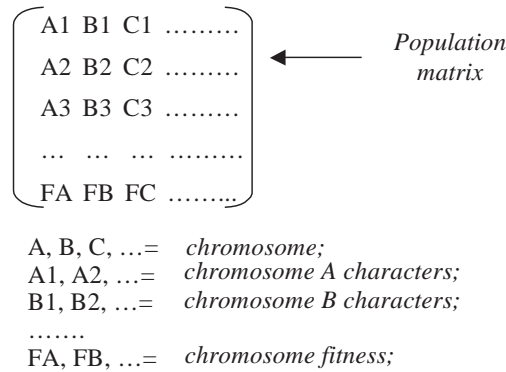 A1 B1 C1 .........
A2 B2 C2 .........
A3 B3 C3 .........
... ... ... .........
FA FB FC .........
Population
matrix
A, B, C, ...= chromosome;
A1, A2, ...= chromosome A characters;
B1, B2, ...= chromosome B characters;
.......
FA, FB, ...= chromosome fitness;